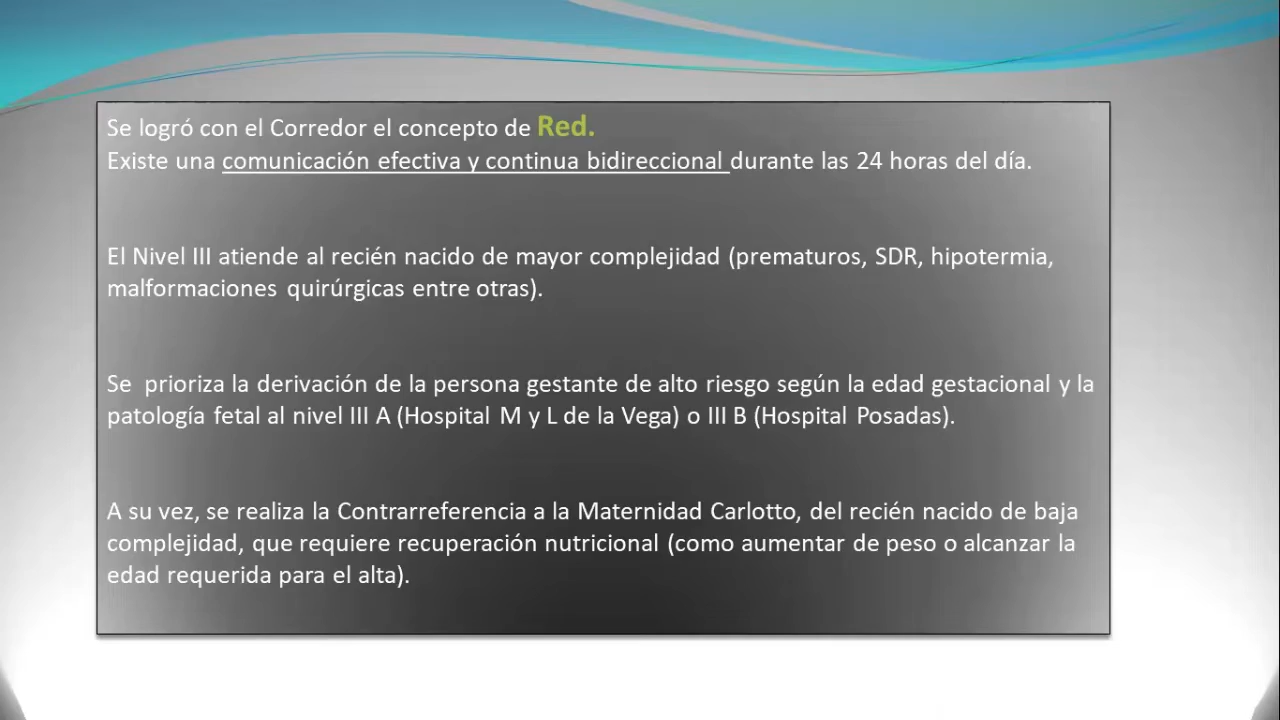 Se logró con el Corredor el concepto de Red.
Existe una comunicación efectiva y continua bidireccional durante las 24 horas del día.
El Nivel III atiende al recién nacido de mayor complejidad (prematuros, SDR, hipotermia,
malformaciones quirúrgicas entre otras).
Se prioriza la derivación de la persona gestante de alto riesgo según la edad gestacional y la
patología fetal al nivel III A (Hospital M y L de la Vega) o III B (Hospital Posadas).
A su vez, se realiza la Contrarreferencia a la Maternidad Carlotto, del recién nacido de baja
complejidad, que requiere recuperación nutricional (como aumentar de peso o alcanzar la
edad requerida para el alta).